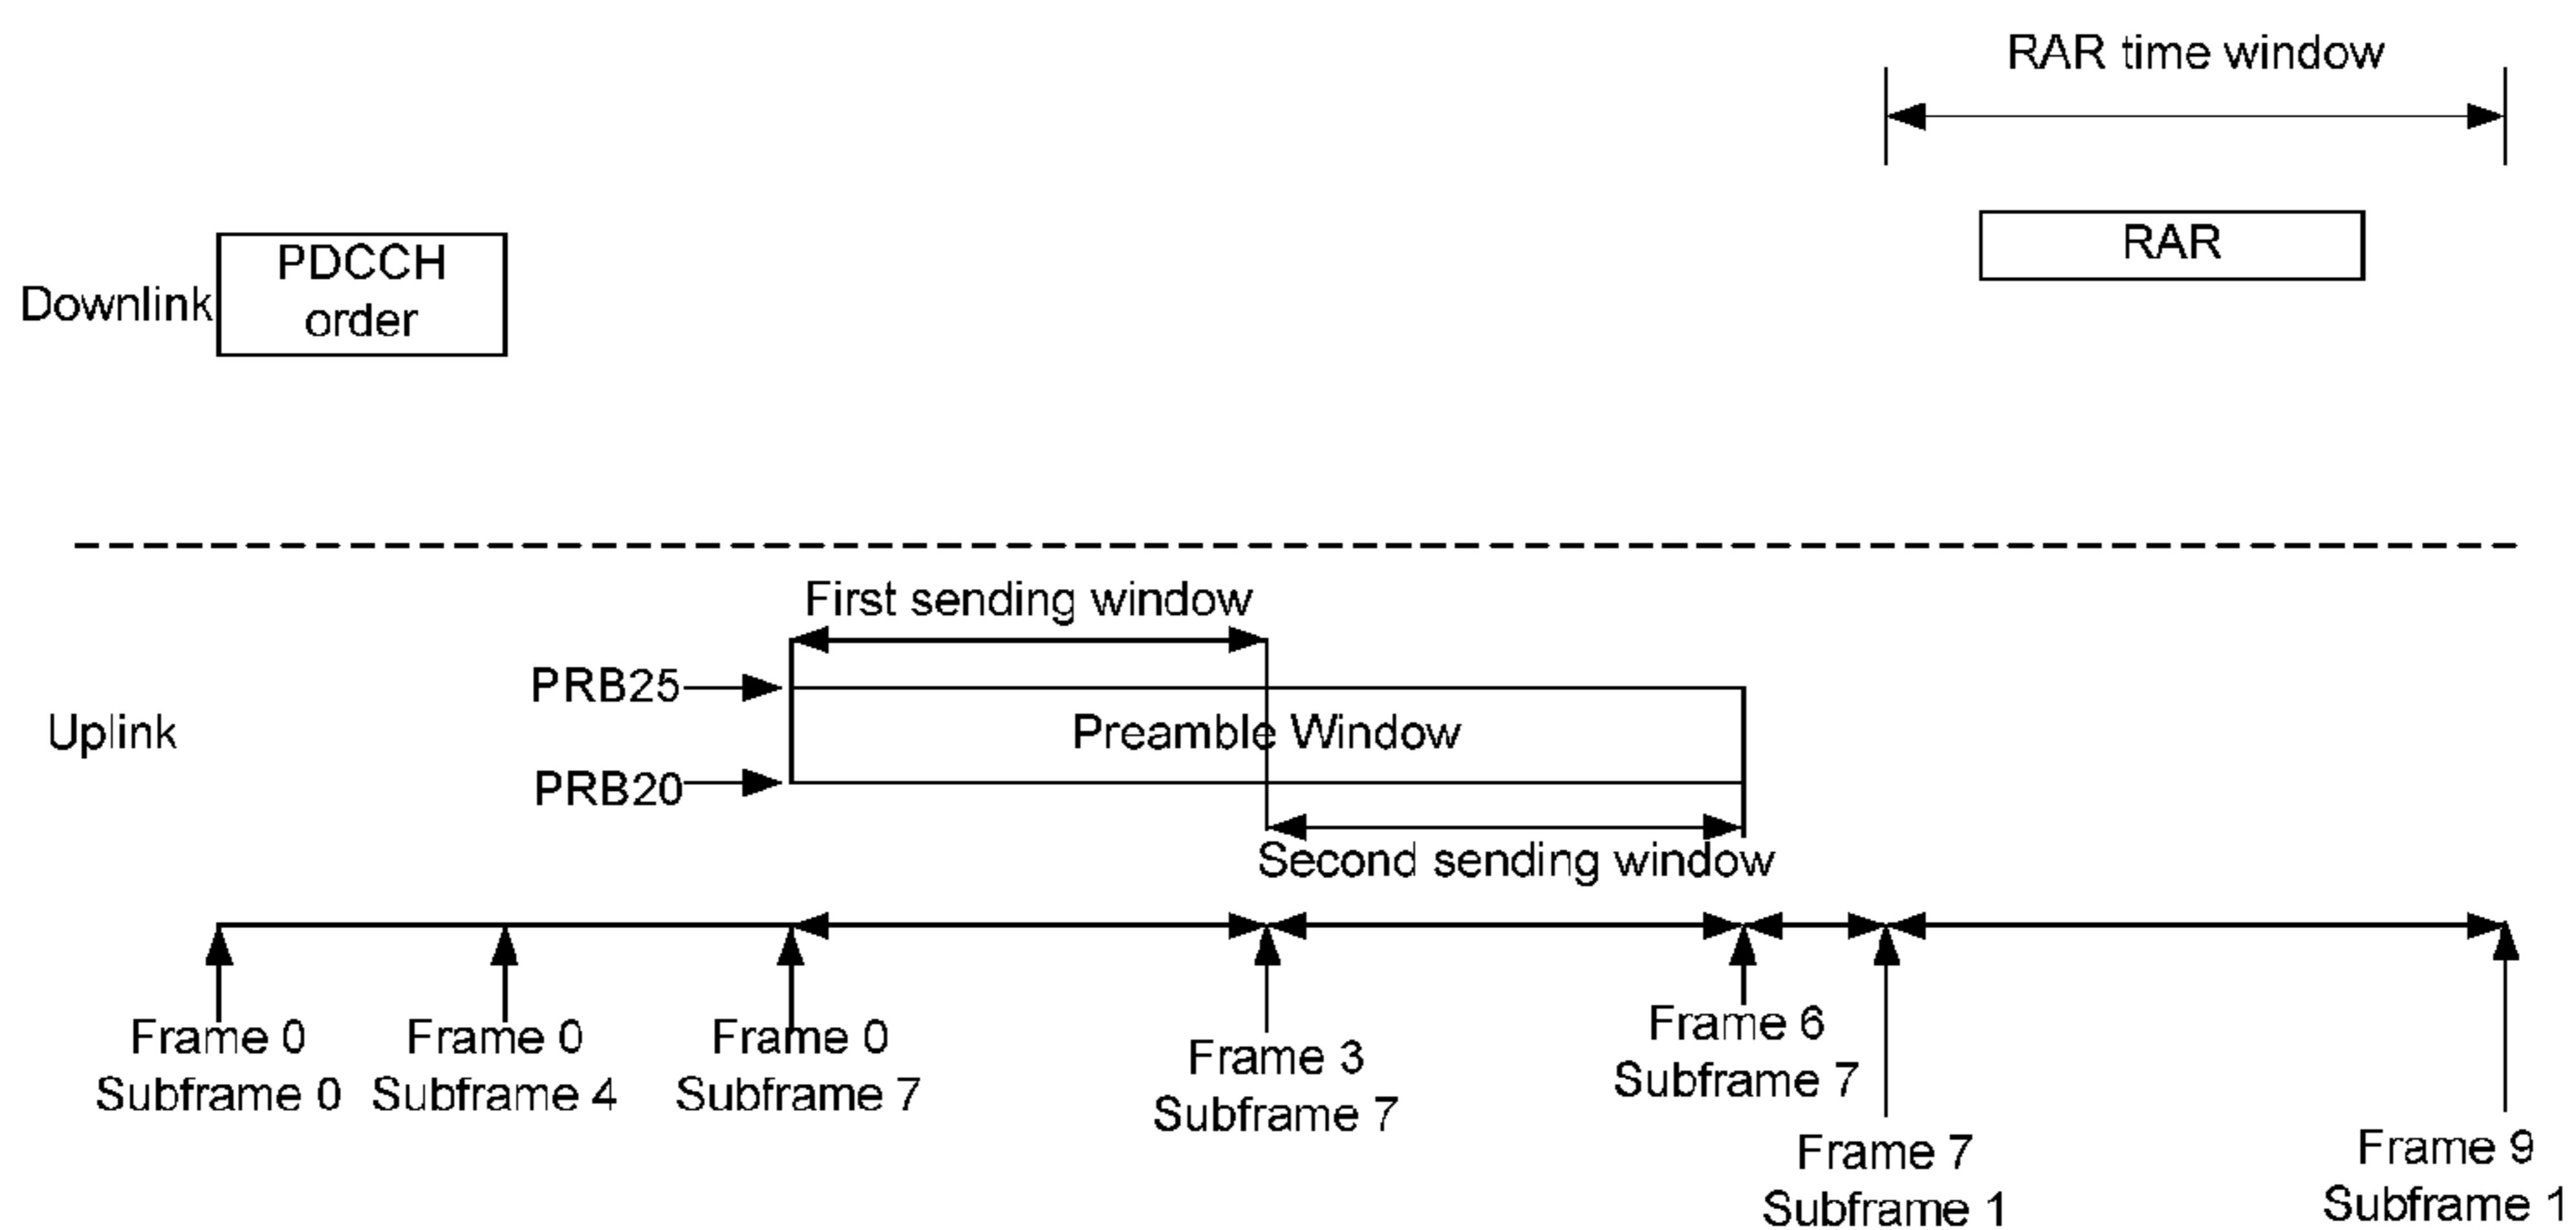 RAR time window
PDCCH
order
RAR
Downlink
First sending window
PRB25
Preamble Window
Uplink
PRB20
Second sending window
Frame 0
Subframe 0
Frame 0
Subframe 4
Frame 0
Subframe 7
Frame 3
Subframe 7
Frame 6
Subframe 7
Frame 7
Subframe 1
Frame 9
Subframe 1